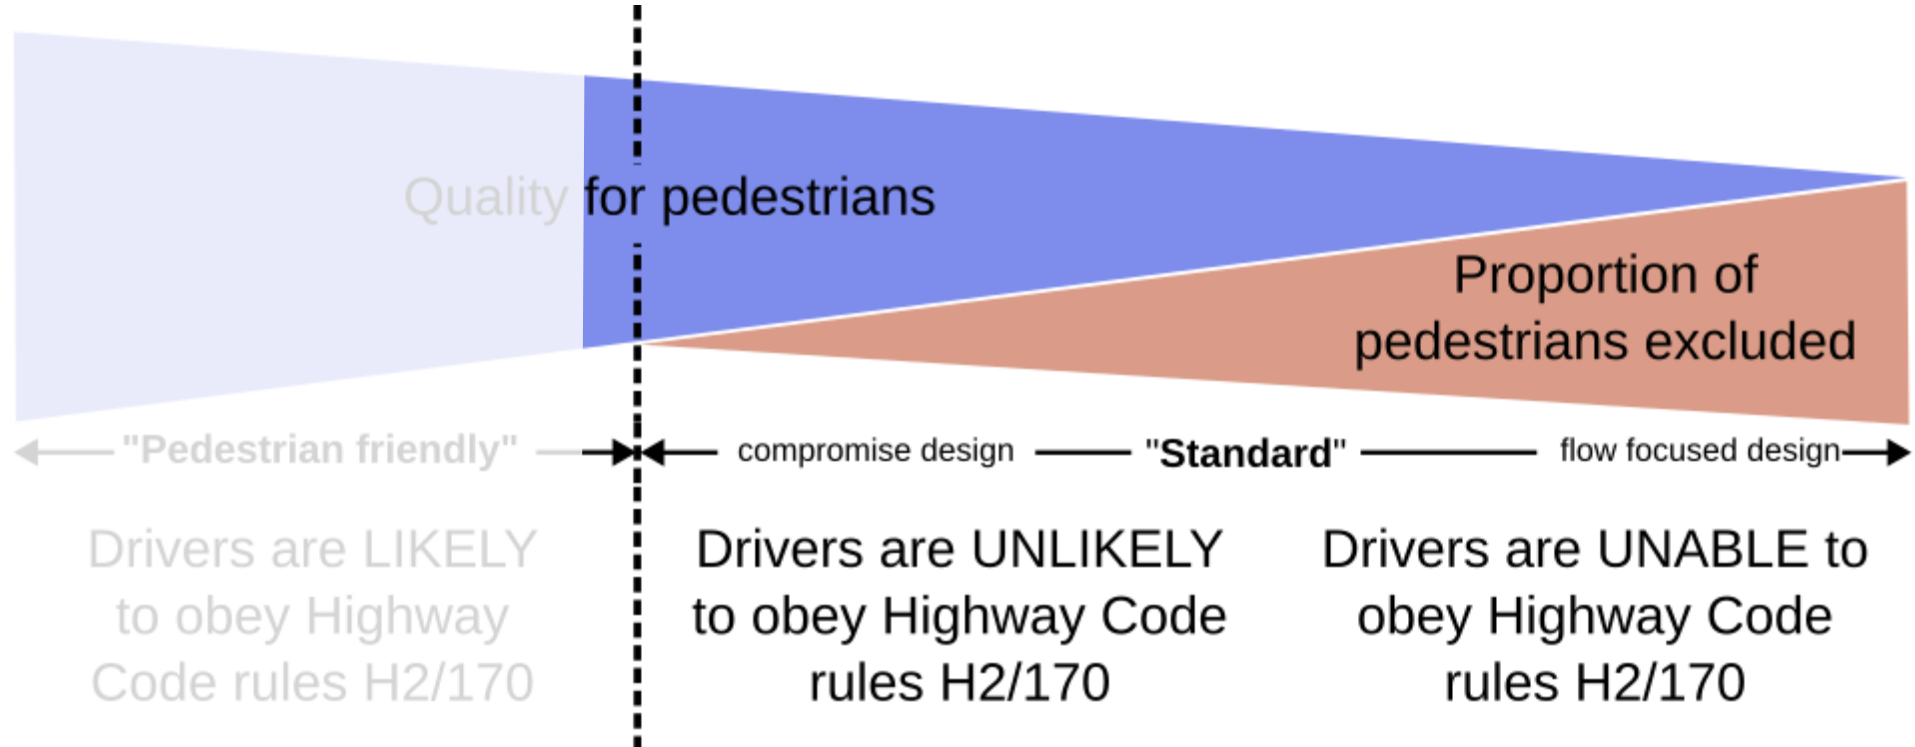 Quality for pedestrians
Proportion of
pedestrians excluded
"Pedestrian friendly" compromise design "Standard" flow focused design
Drivers are LIKELY
to obey Highway
Code rules H2/170
Drivers are UNLIKELY
to obey Highway Code
rules H2/170
Drivers are UNABLE to
obey Highway Code
rules H2/170